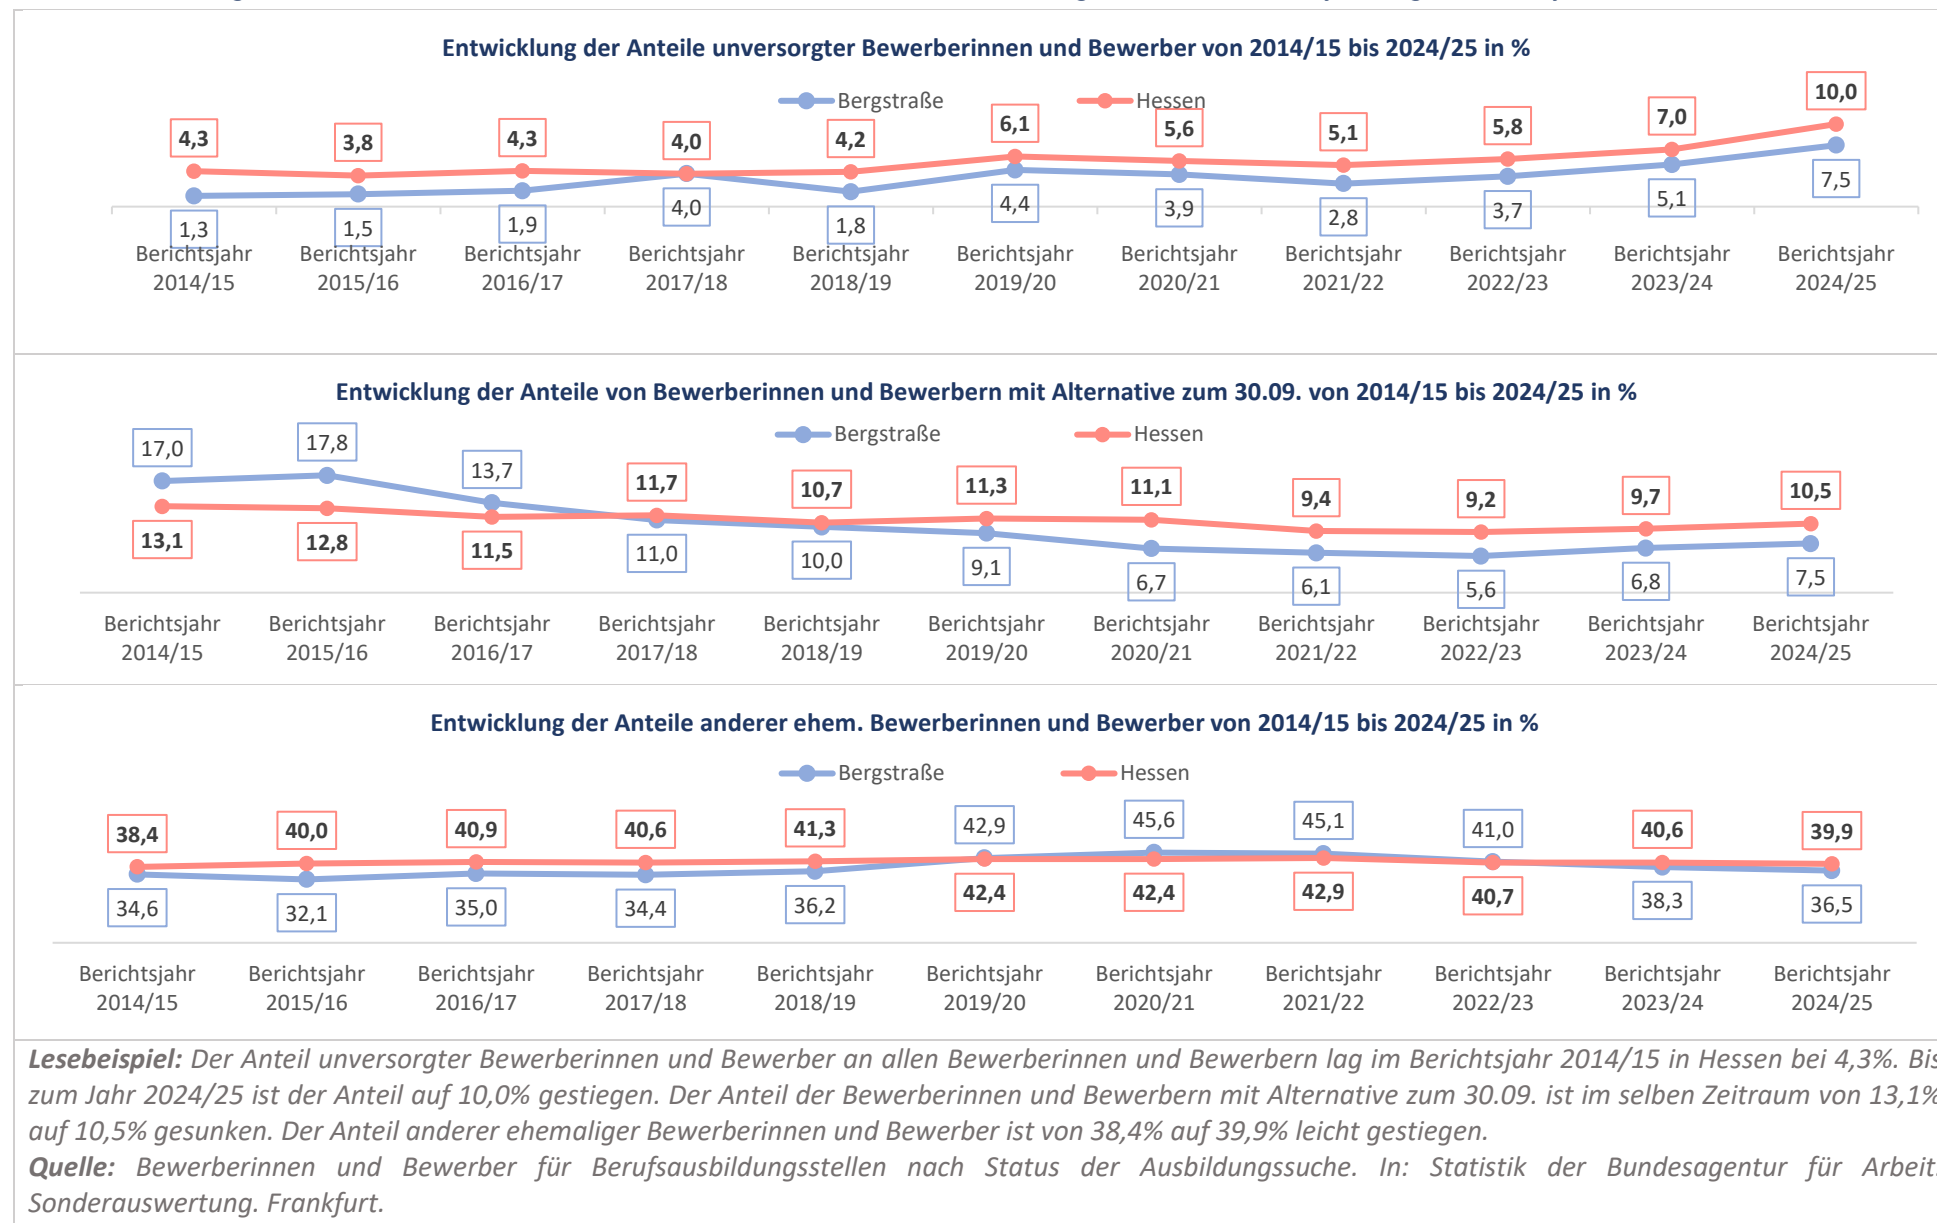 Entwicklung der Anteile unversorgter Bewerberinnen und Bewerber von 2014/15 bis 2024/25 in %
Bergstraße Hessen
4,3 3,8 4,3 4,0 4,2 6,1 5,6 5,1 5,8 7,0 10,0
1,3 1,5 1,9 4,0 1,8 4,4 3,9 2,8 3,7 5,1 7,5
Berichtsjahr Berichtsjahr Berichtsjahr Berichtsjahr Berichtsjahr Berichtsjahr Berichtsjahr Berichtsjahr Berichtsjahr Berichtsjahr Berichtsjahr
2014/15 2015/16 2016/17 2017/18 2018/19 2019/20 2020/21 2021/22 2022/23 2023/24 2024/25
Entwicklung der Anteile von Bewerberinnen und Bewerbern mit Alternative zum 30.09. von 2014/15 bis 2024/25 in %
Bergstraße Hessen
17,0 17,8 13,7 11,7 10,7 11,3 11,1 9,4 9,2 9,7 10,5
13,1 12,8 11,5 11,0 10,0 9,1 6,7 6,1 5,6 6,8 7,5
Berichtsjahr Berichtsjahr Berichtsjahr Berichtsjahr Berichtsjahr Berichtsjahr Berichtsjahr Berichtsjahr Berichtsjahr Berichtsjahr Berichtsjahr
2014/15 2015/16 2016/17 2017/18 2018/19 2019/20 2020/21 2021/22 2022/23 2023/24 2024/25
Entwicklung der Anteile anderer ehem. Bewerberinnen und Bewerber von 2014/15 bis 2024/25 in %
Bergstraße Hessen
38,4 40,0 40,9 40,6 41,3 42,9 45,6 45,1 41,0 40,6 39,9
34,6 32,1 35,0 34,4 36,2 42,4 42,4 42,9 40,7 38,3 36,5
Berichtsjahr Berichtsjahr Berichtsjahr Berichtsjahr Berichtsjahr Berichtsjahr Berichtsjahr Berichtsjahr Berichtsjahr Berichtsjahr Berichtsjahr
2014/15 2015/16 2016/17 2017/18 2018/19 2019/20 2020/21 2021/22 2022/23 2023/24 2024/25
Lesebeispiel: Der Anteil unversorgter Bewerberinnen und Bewerber an allen Bewerberinnen und Bewerbern lag im Berichtsjahr 2014/15 in Hessen bei 4,3%. Bis
zum Jahr 2024/25 ist der Anteil auf 10,0% gestiegen. Der Anteil der Bewerberinnen und Bewerbern mit Alternative zum 30.09. ist im selben Zeitraum von 13,1%
auf 10,5% gesunken. Der Anteil anderer ehemaliger Bewerberinnen und Bewerber ist von 38,4% auf 39,9% leicht gestiegen.
Quelle: Bewerberinnen und Bewerber für Berufsausbildungsstellen nach Status der Ausbildungssuche. In: Statistik der Bundesagentur für Arbeit.
Sonderauswertung. Frankfurt.